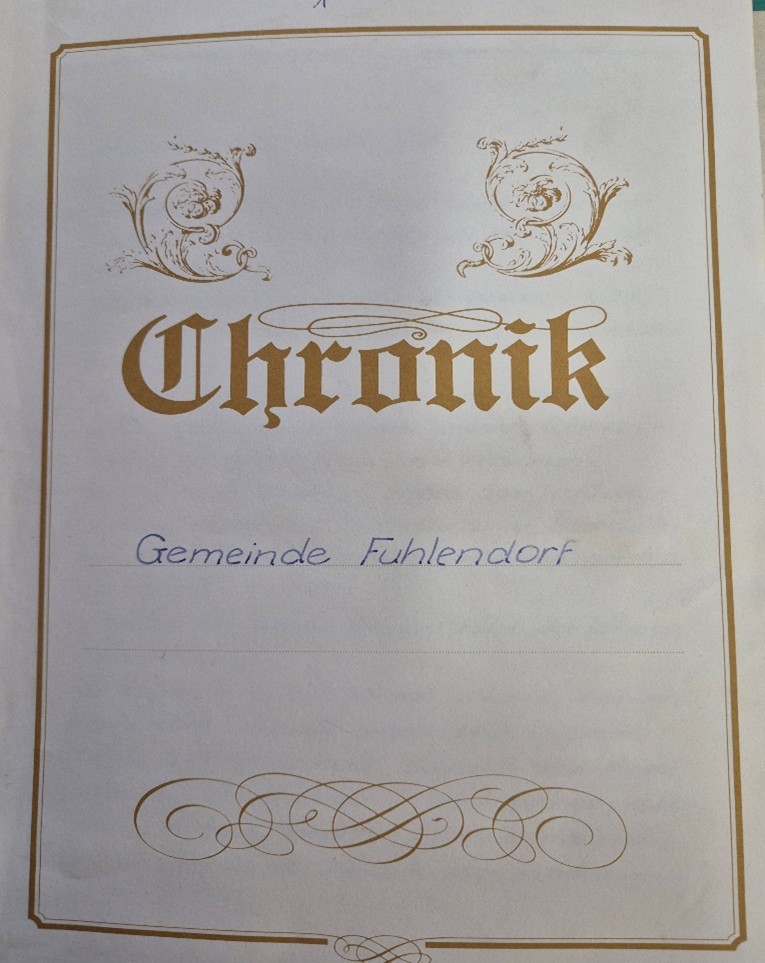 Chronik
Gemeinde Fuhlendorf